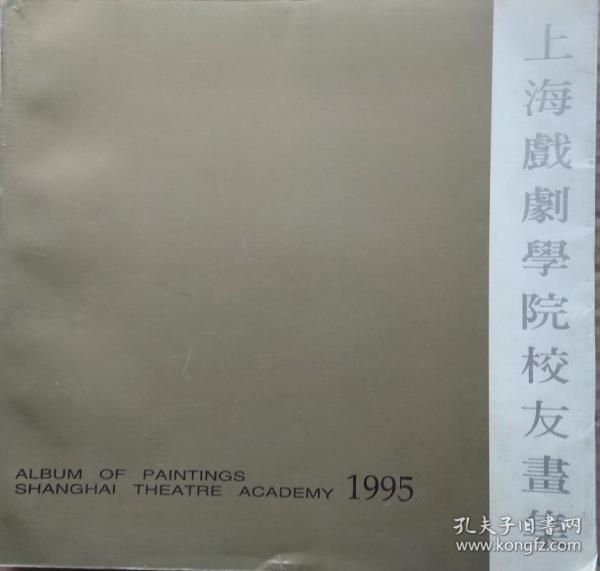 上海戲劇學院校友畫集
ALBUM OF PAINTINGS
SHANGHAI THEATRE ACADEMY 1995
孔夫子旧书网
www.kongfz.com